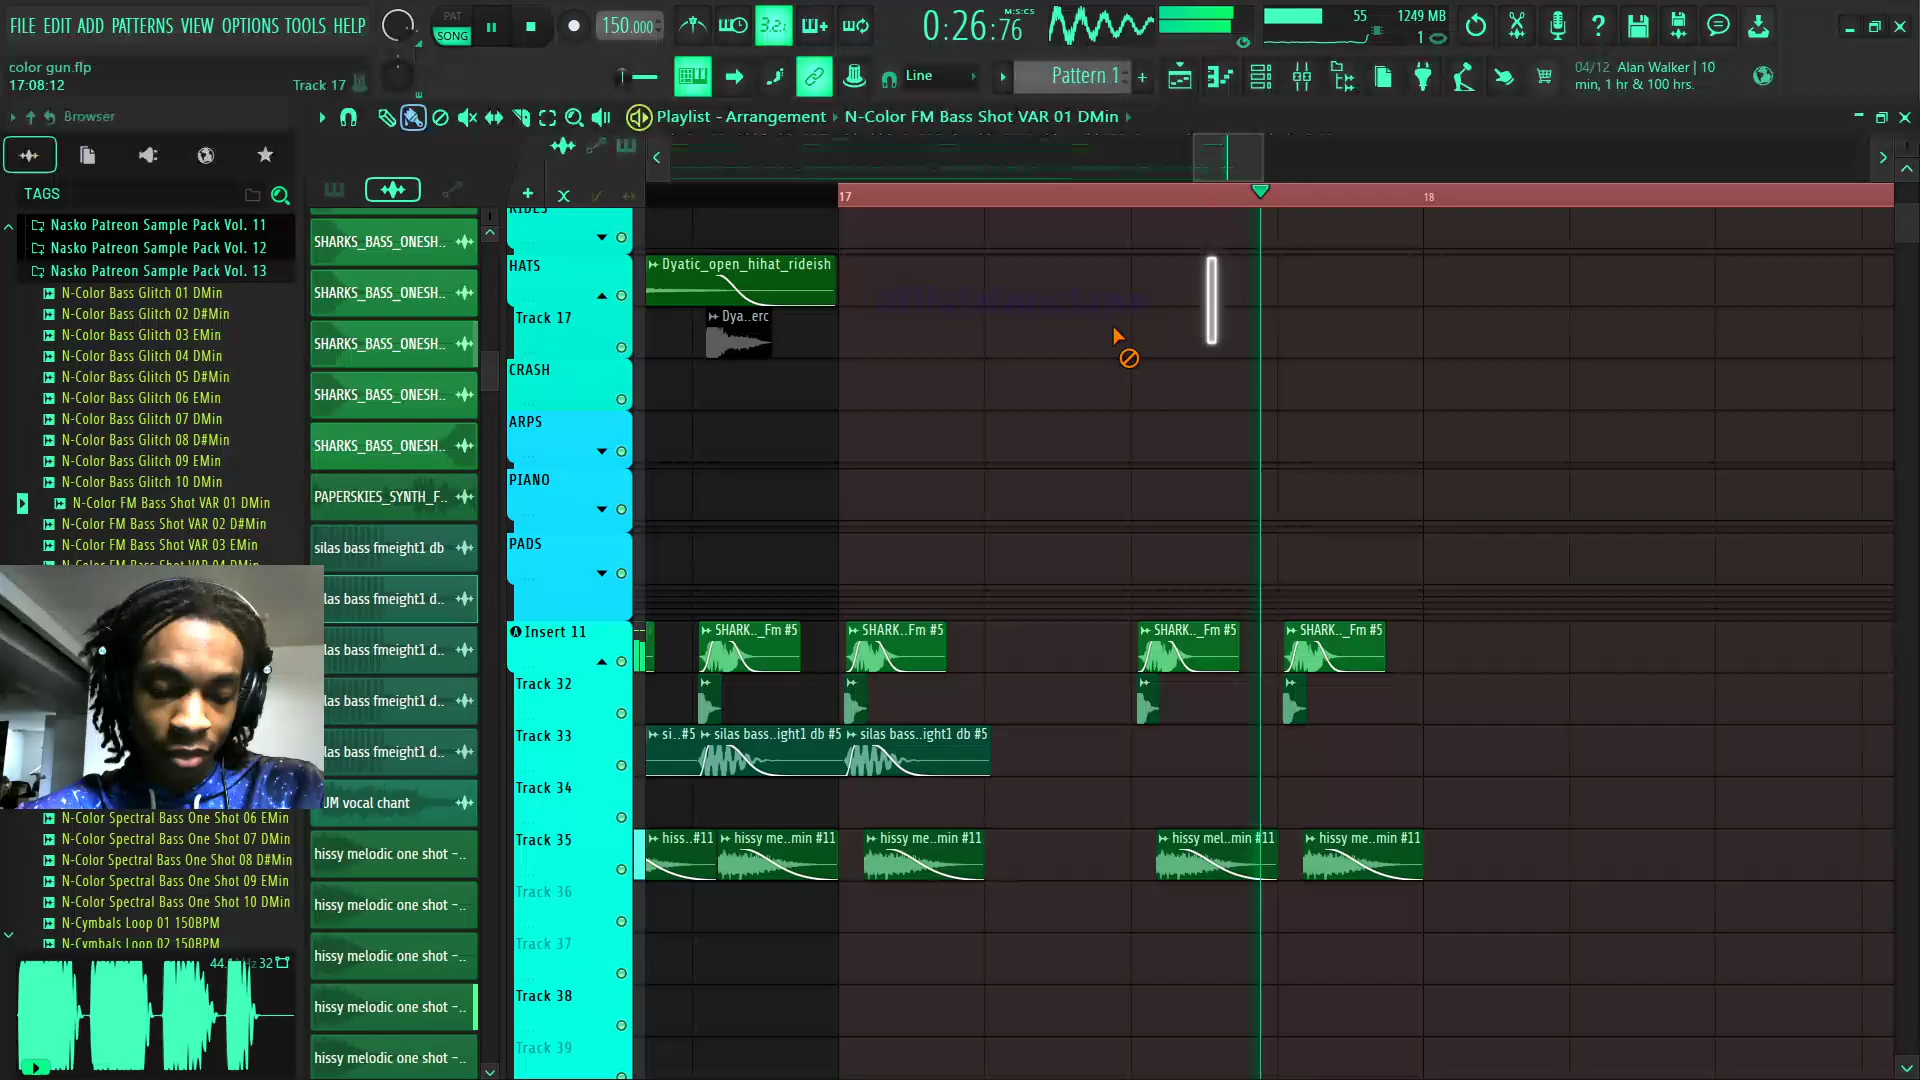 FILE EDIT ADD PATTERNS VIEW OPTIONS TOOLS HELP
PAT
SONG
150.000
3.2.
0:26:76
M:S:CS
55
1249 MB
1
color gun.flp
17:08:12
Track 17
Line
Pattern 1
04/12 Alan Walker | 10
min, 1 hr & 100 hrs.
Browser
Playlist - Arrangement
N-Color FM Bass Shot VAR 01 DMin
TAGS
Nasko Patreon Sample Pack Vol. 11
Nasko Patreon Sample Pack Vol. 12
Nasko Patreon Sample Pack Vol. 13
N-Color Bass Glitch 01 DMin
N-Color Bass Glitch 02 D#Min
N-Color Bass Glitch 03 EMin
N-Color Bass Glitch 04 DMin
N-Color Bass Glitch 05 D#Min
N-Color Bass Glitch 06 EMin
N-Color Bass Glitch 07 DMin
N-Color Bass Glitch 08 D#Min
N-Color Bass Glitch 09 EMin
N-Color Bass Glitch 10 DMin
N-Color FM Bass Shot VAR 01 DMin
N-Color FM Bass Shot VAR 02 D#Min
N-Color FM Bass Shot VAR 03 EMin
N-Color FM Bass Shot VAR 04 DMin
N-Color Spectral Bass One Shot 06 EMin
N-Color Spectral Bass One Shot 07 DMin
N-Color Spectral Bass One Shot 08 D#Min
N-Color Spectral Bass One Shot 09 EMin
N-Color Spectral Bass One Shot 10 DMin
N-Cymbals Loop 01 150BPM
N-Cymbals Loop 02 150BPM
32
SHARKS_BASS_ONESH..
SHARKS_BASS_ONESH..
SHARKS_BASS_ONESH..
SHARKS_BASS_ONESH..
SHARKS_BASS_ONESH..
PAPERSKIES_SYNTH_F..
silas bass fmeight1 db
las bass fmeight1 d..
las bass fmeight1 d..
las bass fmeight1 d..
las bass fmeight1 d..
UM vocal chant
hissy melodic one shot -..
hissy melodic one shot -..
hissy melodic one shot -..
hissy melodic one shot -..
hissy melodic one shot -..
17
18
RIDES
HATS
Dyatic_open_hihat_rideish
Track 17
Dya..erc
CRASH
ARPS
PIANO
PADS
Insert 11
SHARK.._Fm #5
SHARK..Fm #5
SHARK.._Fm #5
SHARK.._Fm #5
Track 32
Track 33
si..#5
silas bass..ight1 db #5
silas bass..ight1 db #5
Track 34
Track 35
hiss..#11
hissy me..min #11
hissy me..min #11
hissy mel..min #11
hissy me..min #11
Track 36
Track 37
Track 38
Track 39